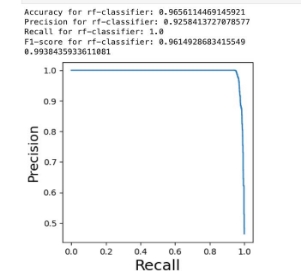 Accuracy for rf-classifier: 0.9656114469145921
Precision for rf-classifier: 0.9258413727078577
Recall for rf-classifier: 1.0
F1-score for rf-classifier: 0.9614928683415549
0.9938435933611081
1.0
0.9
0.8
0.7
0.6
0.5
Precision
0.0 0.2 0.4 0.6 0.8 1.0
Recall